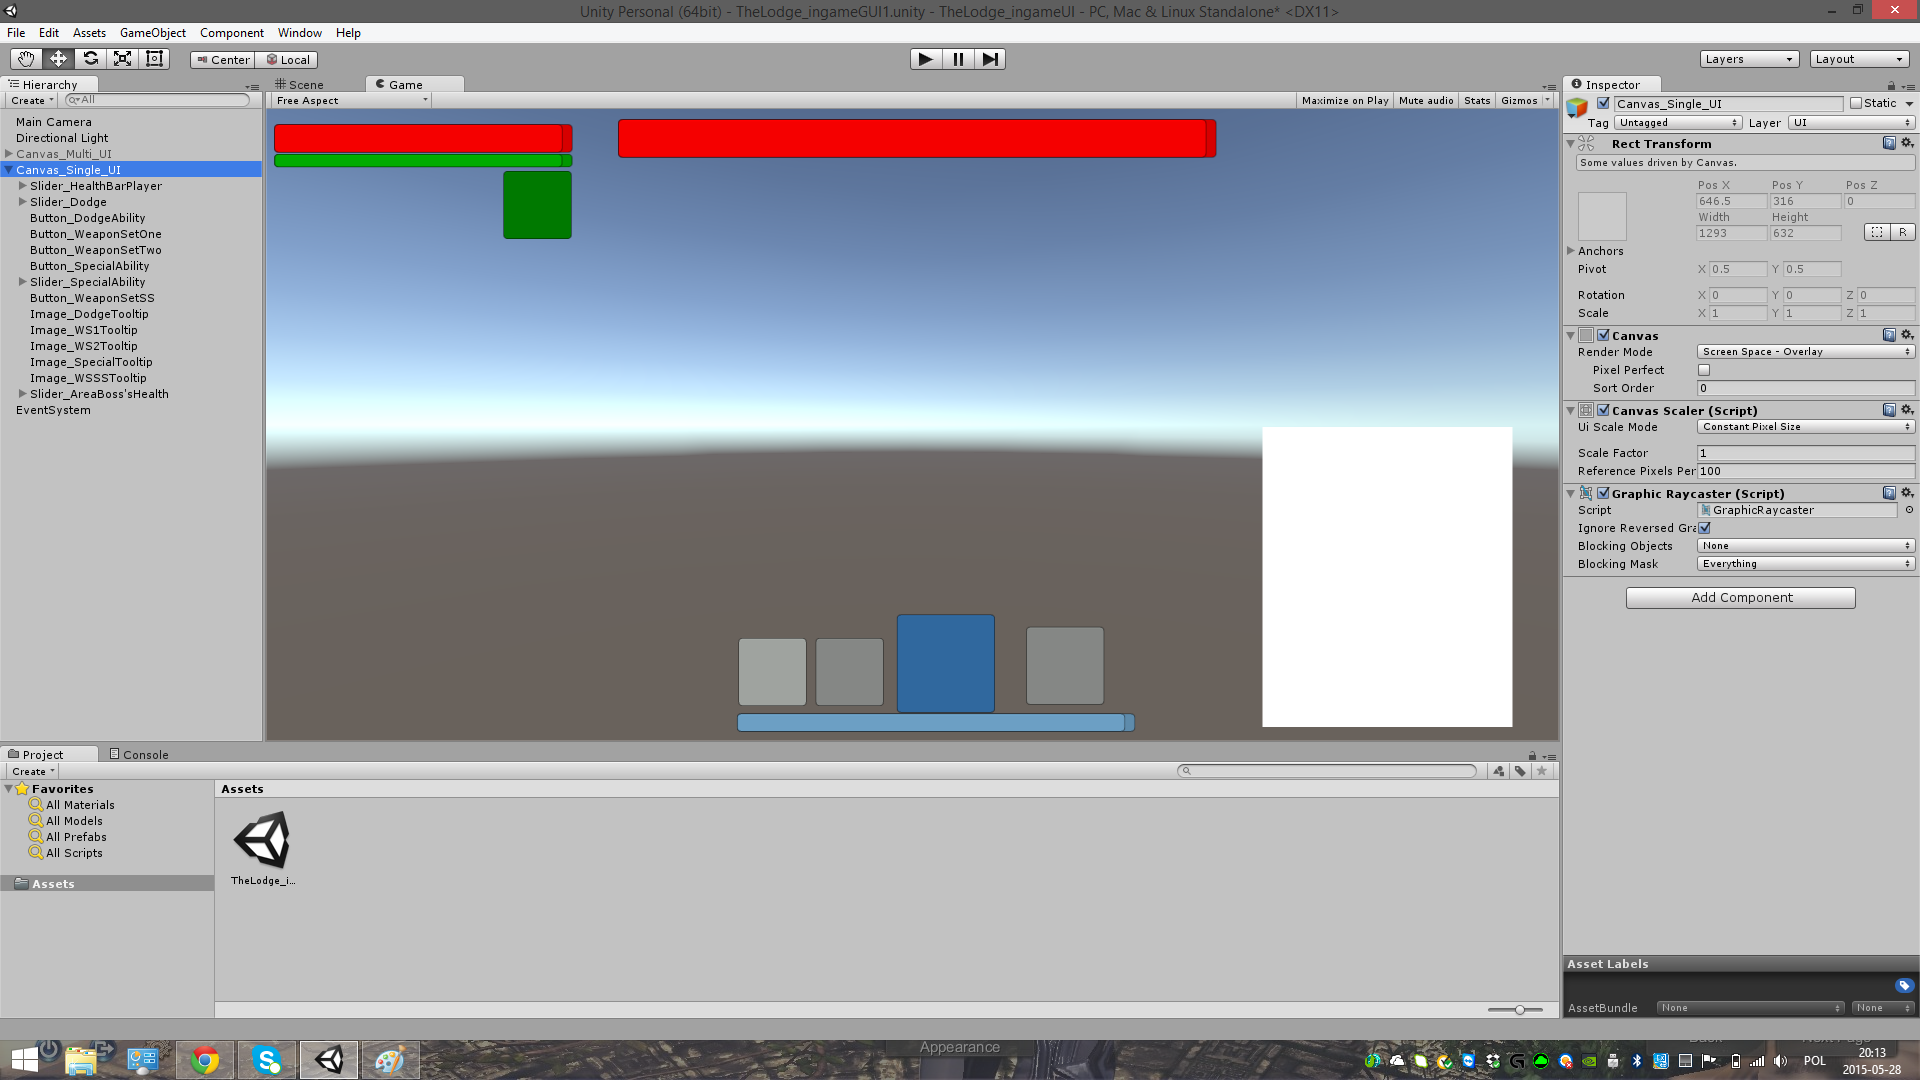 Unity Personal (64bit) - TheLodge_ingameGUI1.unity - TheLodge_ingameUI - PC, Mac & Linux Standalone* <DX11>
File Edit Assets GameObject Component Window Help
Center Local Layers Layout
Hierarchy
Create All
Main Camera
Directional Light
Canvas_Multi_UI
Canvas_Single_UI
Slider_HealthBarPlayer
Slider_Dodge
Button_DodgeAbility
Button_WeaponSetOne
Button_WeaponSetTwo
Button_SpecialAbility
Slider_SpecialAbility
Button_WeaponSetSS
Image_DodgeTooltip
Image_WS1Tooltip
Image_WS2Tooltip
Image_SpecialTooltip
Image_WSSSTooltip
Slider_AreaBoss'sHealth
EventSystem
Scene Game
Free Aspect Maximize on Play Mute audio Stats Gizmos
Inspector
Canvas_Single_UI Static
Tag Untagged Layer UI
Rect Transform
Some values driven by Canvas.
Pos X Pos Y Pos Z
646.5 316 0
Width Height
1293 632 R
Anchors
Pivot X 0.5 Y 0.5
Rotation X 0 Y 0 Z 0
Scale X 1 Y 1 Z 1
Canvas
Render Mode Screen Space - Overlay
Pixel Perfect
Sort Order 0
Canvas Scaler (Script)
Ui Scale Mode Constant Pixel Size
Scale Factor 1
Reference Pixels Per 100
Graphic Raycaster (Script)
Script GraphicRaycaster
Ignore Reversed Gra
Blocking Objects None
Blocking Mask Everything
Add Component
Project Console
Create
Favorites
All Materials
All Models
All Prefabs
All Scripts
Assets
Assets
TheLodge_i...
Asset Labels
AssetBundle None None
Appearance
POL
20:13
2015-05-28